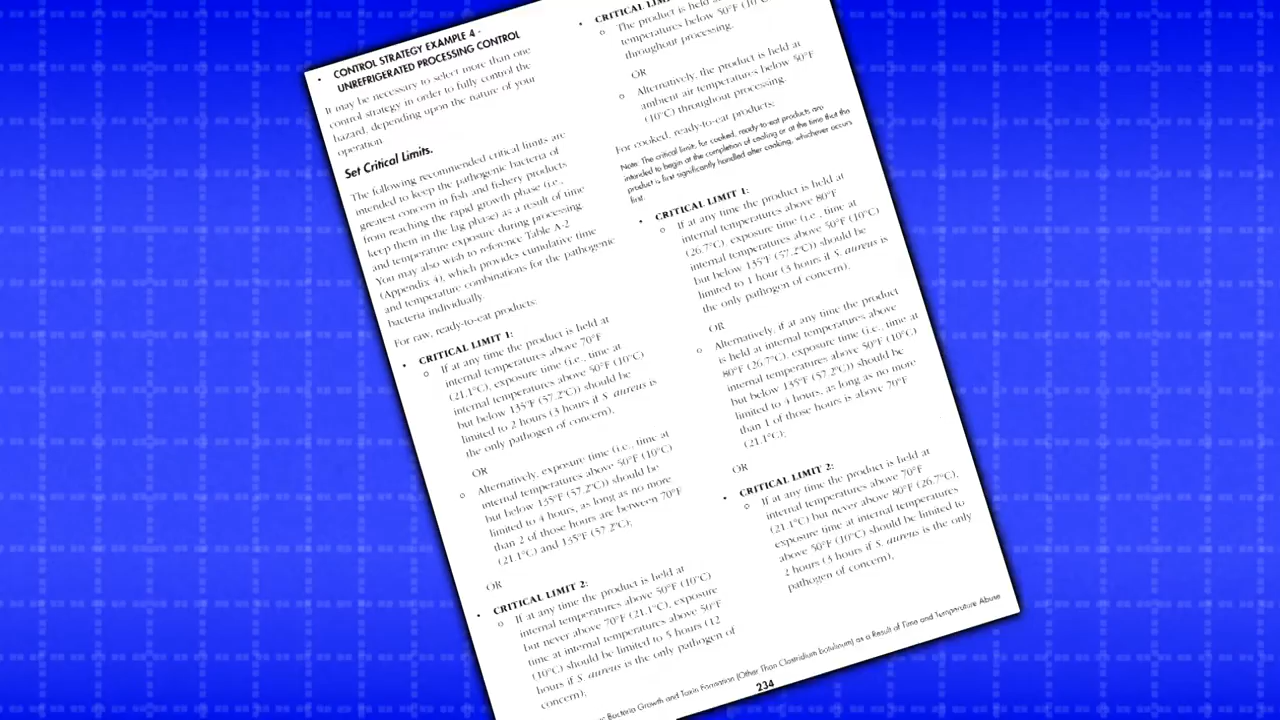 • CONTROL STRATEGY EXAMPLE 4 -
UNREFRIGERATED PROCESSING CONTROL
It may be necessary to select more than one
control strategy in order to fully control the
hazard, depending upon the nature of your
operation
Set Critical Limits.
The following recommended critical limits are
intended to keep the pathogenic bacteria of
greatest concern in fish and fishery products
from reaching the rapid growth phase (i.e.,
keep them in the lag phase) as a result of time
and temperature exposure during processing.
You may also wish to reference Table A-2
(Appendix 4), which provides cumulative time
and temperature combinations for the pathogenic
bacteria individually.
For raw, ready-to-eat products:
• CRITICAL LIMIT 1:
○ If at any time the product is held at
internal temperatures above 70°F
(21.1°C), exposure time (i.e., time at
internal temperatures above 50°F (10°C)
but below 135°F (57.2°C)) should be
limited to 2 hours (3 hours if S. aureus is
the only pathogen of concern),
OR
○ Alternatively, exposure time (i.e., time at
internal temperatures above 50°F (10°C)
but below 135°F (57.2°C)) should be
limited to 4 hours, as long as no more
than 2 of those hours are between 70°F
(21.1°C) and 135°F (57.2°C);
OR
• CRITICAL LIMIT 2:
○ If at any time the product is held at
internal temperatures above 50°F (10°C)
but never above 70°F (21.1°C), exposure
time at internal temperatures above 50°F
(10°C) should be limited to 5 hours (12
hours if S. aureus is the only pathogen of
concern);
• CRITICAL
○ The product is held
temperatures below 50°F (10°C)
throughout processing.
OR
○ Alternatively, the product is held at
ambient air temperatures below 50°F
(10°C) throughout processing.
For cooked, ready-to-eat products:
Note: The critical limit, for cooked, ready-to-eat products are
intended to begin at the completion of cooling or at the time that the
product is first significantly handled after cooking, whichever occurs
first.
• CRITICAL LIMIT 1:
○ If at any time the product is held at
internal temperatures above 80°F
(26.7°C), exposure time (i.e., time at
internal temperatures above 50°F (10°C)
but below 135°F (57.2°C)) should be
limited to 1 hour (3 hours if S. aureus is
the only pathogen of concern),
OR
○ Alternatively, if at any time the product
is held at internal temperatures above
80°F (26.7°C), exposure time (i.e., time at
internal temperatures above 50°F (10°C)
but below 135°F (57.2°C)) should be
limited to 4 hours, as long as no more
than 1 of those hours is above 70°F
(21.1°C);
OR
• CRITICAL LIMIT 2:
○ If at any time the product is held at
internal temperatures above 70°F
(21.1°C) but never above 80°F (26.7°C),
exposure time at internal temperatures
above 50°F (10°C) should be limited to
2 hours (3 hours if S. aureus is the only
pathogen of concern),
Bacteria Growth and Toxin Formation (Other Than Clostridium botulinum) as a Result of Time and Temperature Abuse
234